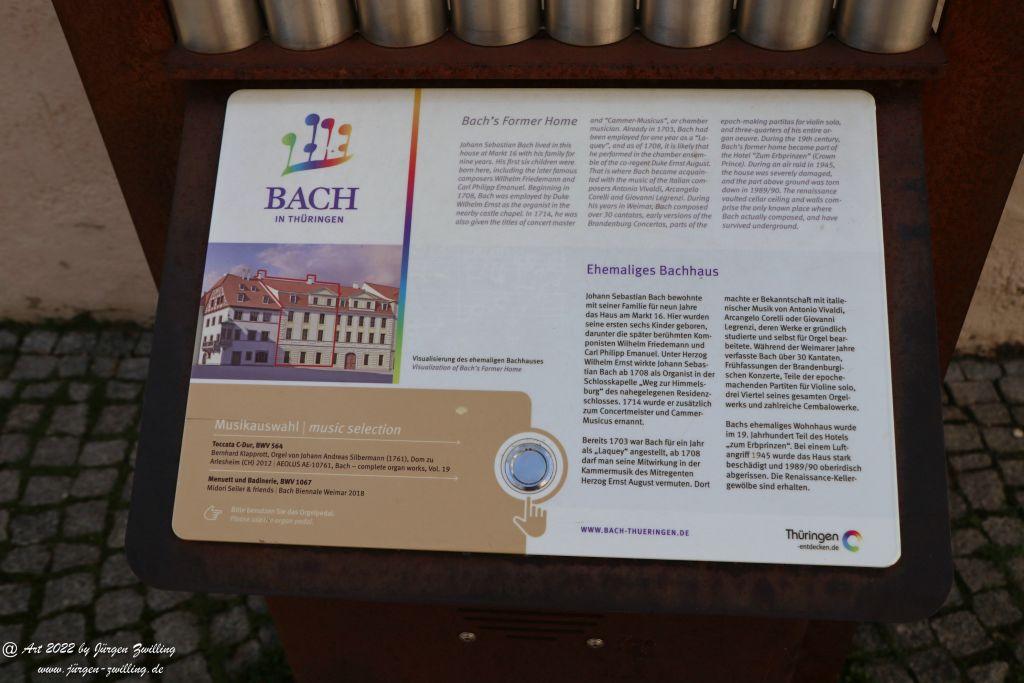 BACH
IN THÜRINGEN
Bach's Former Home
Johann Sebastian Bach lived in this
house at Markt 16 with his family for
nine years. His first six children were
born here, including the later famous
composers Wilhelm Friedemann and
Carl Philipp Emanuel. Beginning in
1708, Bach was employed by Duke
Wilhelm Ernst as the organist in the
nearby castle chapel. In 1714, he was
also given the titles of concert master
and "Cammer-Musicus", or chamber
musician. Already in 1703, Bach had
been employed for one year as a "La-
quey", and as of 1708, it is likely that
he performed in the chamber ensem-
ble of the co-regent Duke Ernst August.
That is where Bach became acquain-
ted with the music of the Italian com-
posers Antonio Vivaldi, Arcangelo
Corelli and Giovanni Legrenzi. During
his years in Weimar, Bach composed
over 30 cantatas, early versions of the
Brandenburg Concertos, parts of the
epoch-making partitas for violin solo,
and three-quarters of his entire or-
gan oeuvre. During the 19th century,
Bach's former home became part of
the Hotel "Zum Erbprinzen" (Crown
Prince). During an air raid in 1945,
the house was severely damaged,
and the part above ground was torn
down in 1989/90. The renaissance
vaulted cellar ceiling and walls com-
prise the only known place where
Bach actually composed, and have
survived underground.
Visualisierung des ehemaligen Bachhauses
Visualization of Bach's Former Home
Ehemaliges Bachhaus
Johann Sebastian Bach bewohnte
mit seiner Familie für neun Jahre
das Haus am Markt 16. Hier wurden
seine ersten sechs Kinder geboren,
darunter die später berühmten Kom-
ponisten Wilhelm Friedemann und
Carl Philipp Emanuel. Unter Herzog
Wilhelm Ernst wirkte Johann Sebas-
tian Bach ab 1708 als Organist in der
Schlosskapelle „Weg zur Himmels-
burg" des nahegelegenen Residenz-
schlosses. 1714 wurde er zusätzlich
zum Concertmeister und Cammer-
Musicus ernannt.
Bereits 1703 war Bach für ein Jahr
als „Laquey" angestellt, ab 1708
darf man seine Mitwirkung in der
Kammermusik des Mitregenten
Herzog Ernst August vermuten. Dort
machte er Bekanntschaft mit italie-
nischer Musik von Antonio Vivaldi,
Arcangelo Corelli oder Giovanni
Legrenzi, deren Werke er gründlich
studierte und selbst für Orgel bear-
beitete. Während der Weimarer Jahre
verfasste Bach über 30 Kantaten,
Frühfassungen der Brandenburgi-
schen Konzerte, Teile der epoche-
machenden Partiten für Violine solo,
drei Viertel seines gesamten Orgel-
werks und zahlreiche Cembalowerke.
Bachs ehemaliges Wohnhaus wurde
im 19. Jahrhundert Teil des Hotels
„zum Erbprinzen". Bei einem Luft-
angriff 1945 wurde das Haus stark
beschädigt und 1989/90 oberirdisch
abgerissen. Die Renaissance-Keller-
gewölbe sind erhalten.
Musikauswahl | music selection
Toccata C-Dur, BWV 564
Bernhard Klapprott, Orgel von Johann Andreas Silbermann (1761), Dom zu
Arlesheim (CH) 2012 | AEOLUS AE-10761, Bach – complete organ works, Vol. 19
Menuett und Badinerie, BWV 1067
Midori Seiler & friends | Bach Biennale Weimar 2018
Bitte benutzen Sie das Orgelpedal.
Please use the organ pedal.
WWW.BACH-THUERINGEN.DE
Thüringen
-entdecken.de
@ Art 2022 by Jürgen Zwilling
www.jürgen-zwilling.de